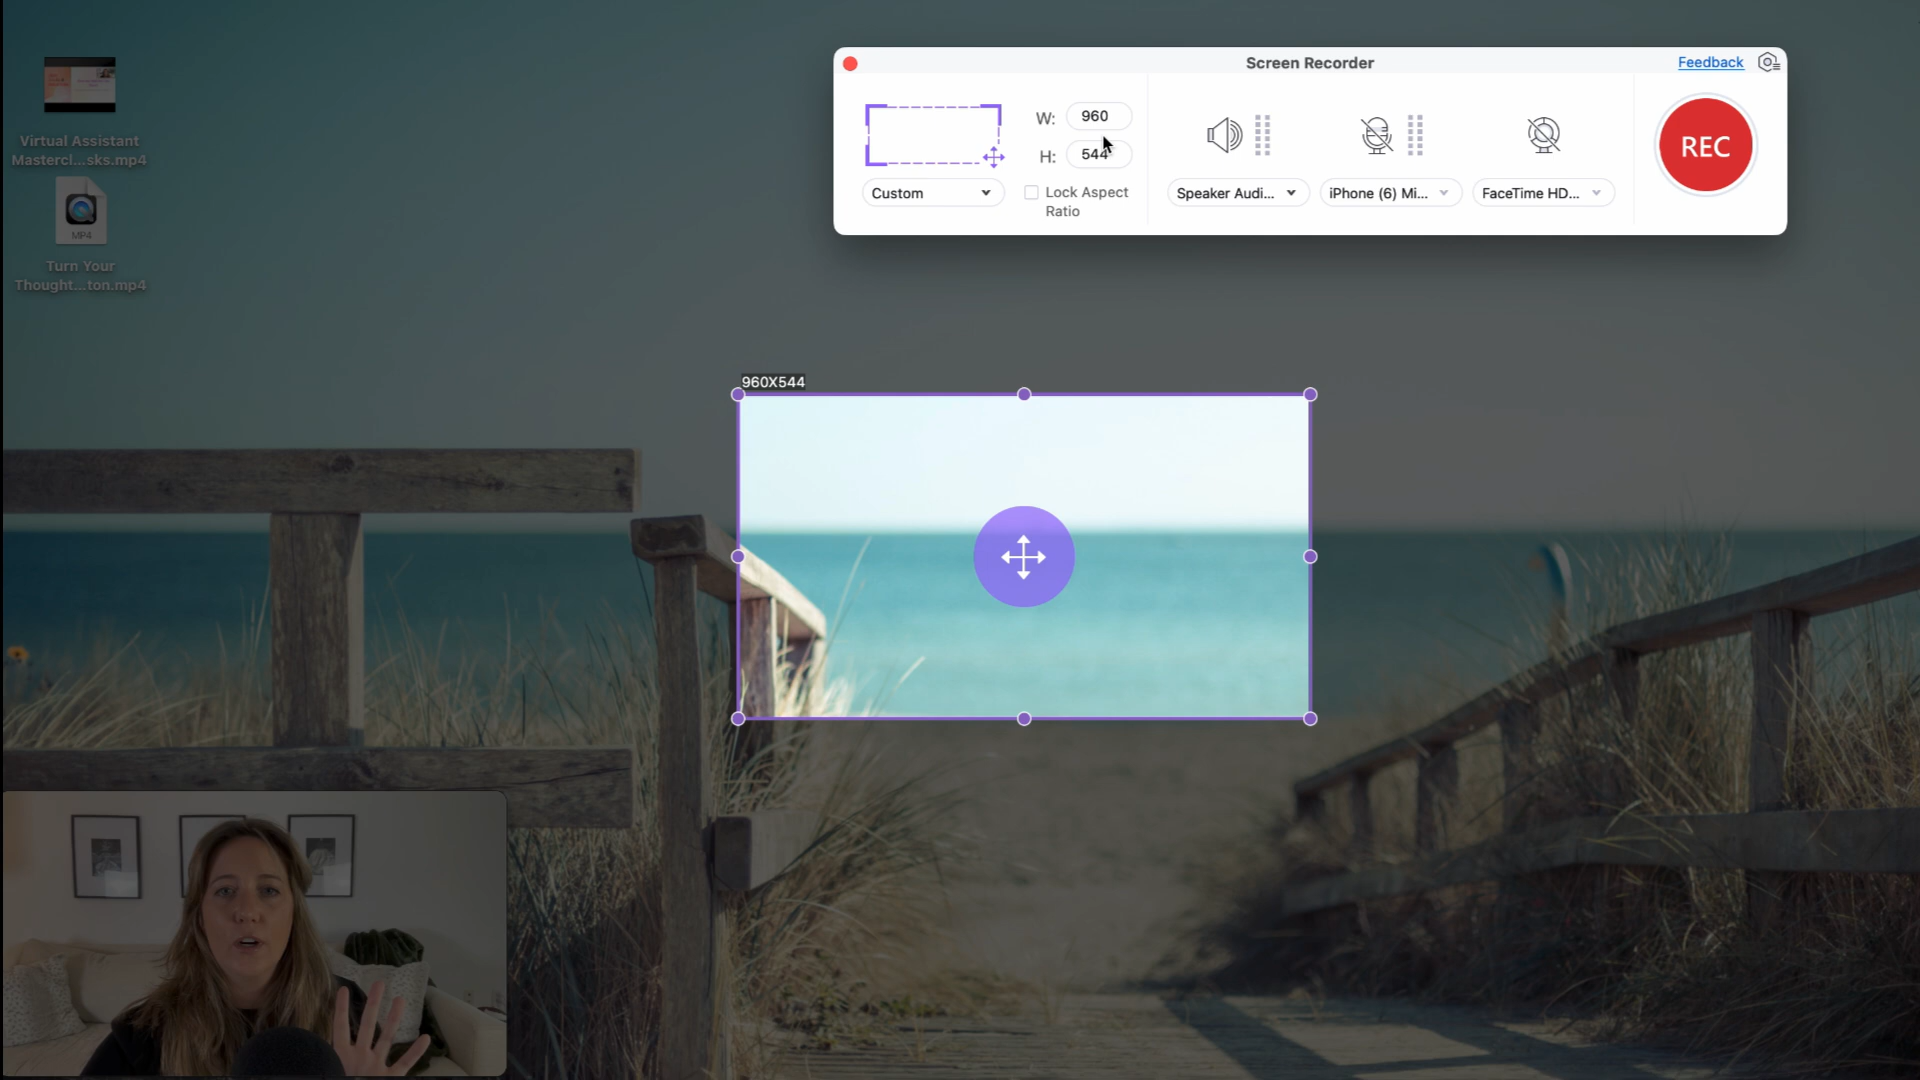 Virtual Assistant
Mastercl...sks.mp4
MP4
Turn Your
Thought...ton.mp4
Screen Recorder
Feedback
W: 960
H: 544
Custom
Lock Aspect
Ratio
Speaker Audi...
iPhone (6) Mi...
FaceTime HD...
REC
960X544